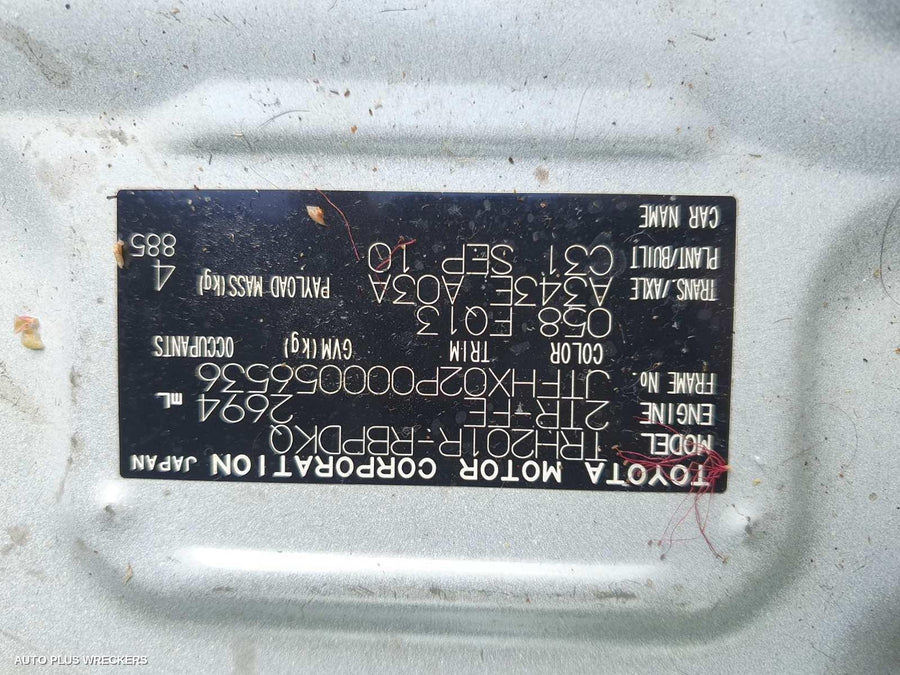 TOYOTA MOTOR CORPORATION JAPAN
MODEL TRH201R-RBPDKQ
ENGINE 2TR-FE 2694 mL
FRAME No. JTFHX02P000056536
COLOR TRIM GVM(kg) OCCUPANTS
058 FQ13
TRANS/AXLE A343E A03A PAYLOAD MASS(kg) 4
PLANT/BUILT C31 SEP 10 885
CAR NAME
AUTO PLUS WRECKERS